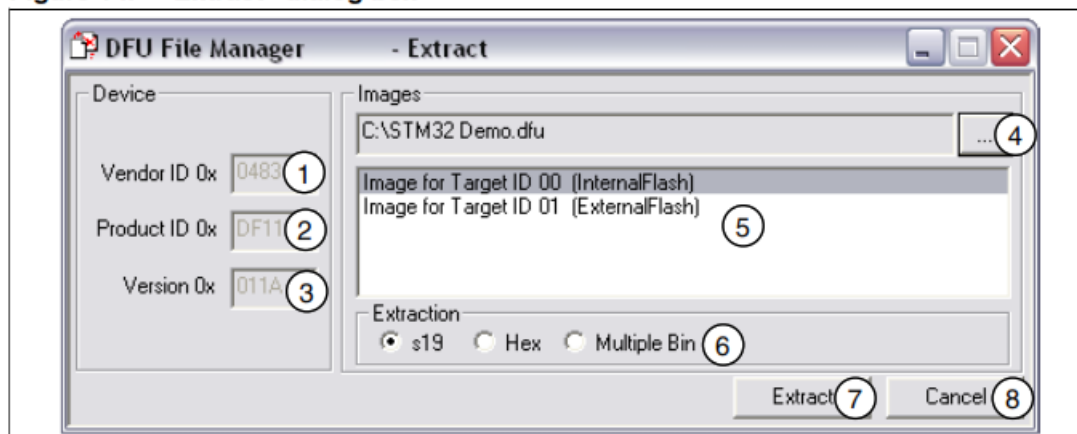 DFU File Manager - Extract
Device
Vendor ID 0x 0483 1
Product ID 0x DF11 2
Version 0x 011A 3
Images
C:\STM32 Demo.dfu
... 4
Image for Target ID 00 (InternalFlash)
Image for Target ID 01 (ExternalFlash)
5
Extraction
s19 Hex Multiple Bin 6
Extract 7 Cancel 8